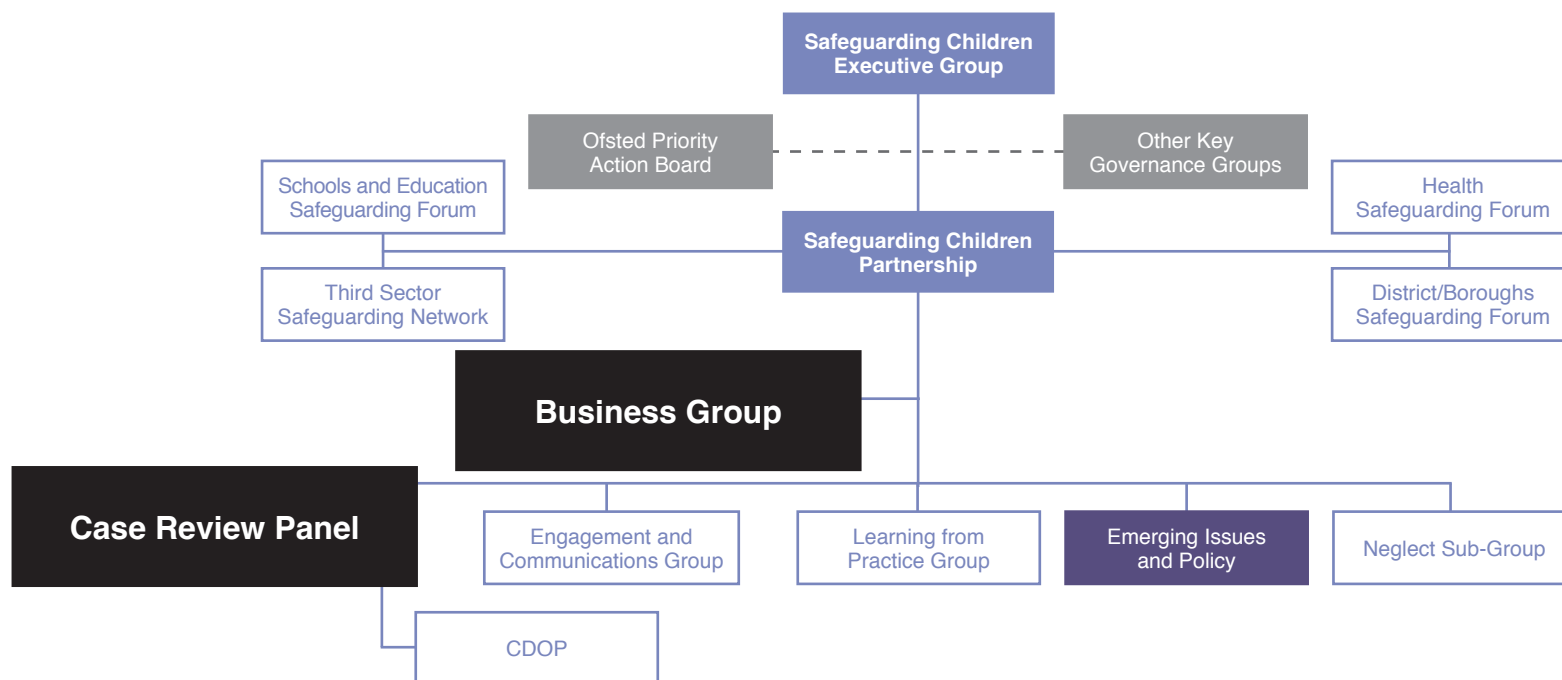 Safeguarding Children
Executive Group
Ofsted Priority
Action Board
Other Key
Governance Groups
Schools and Education
Safeguarding Forum
Health
Safeguarding Forum
Safeguarding Children
Partnership
Third Sector
Safeguarding Network
District/Boroughs
Safeguarding Forum
Business Group
Case Review Panel
Engagement and
Communications Group
Learning from
Practice Group
Emerging Issues
and Policy
Neglect Sub-Group
CDOP